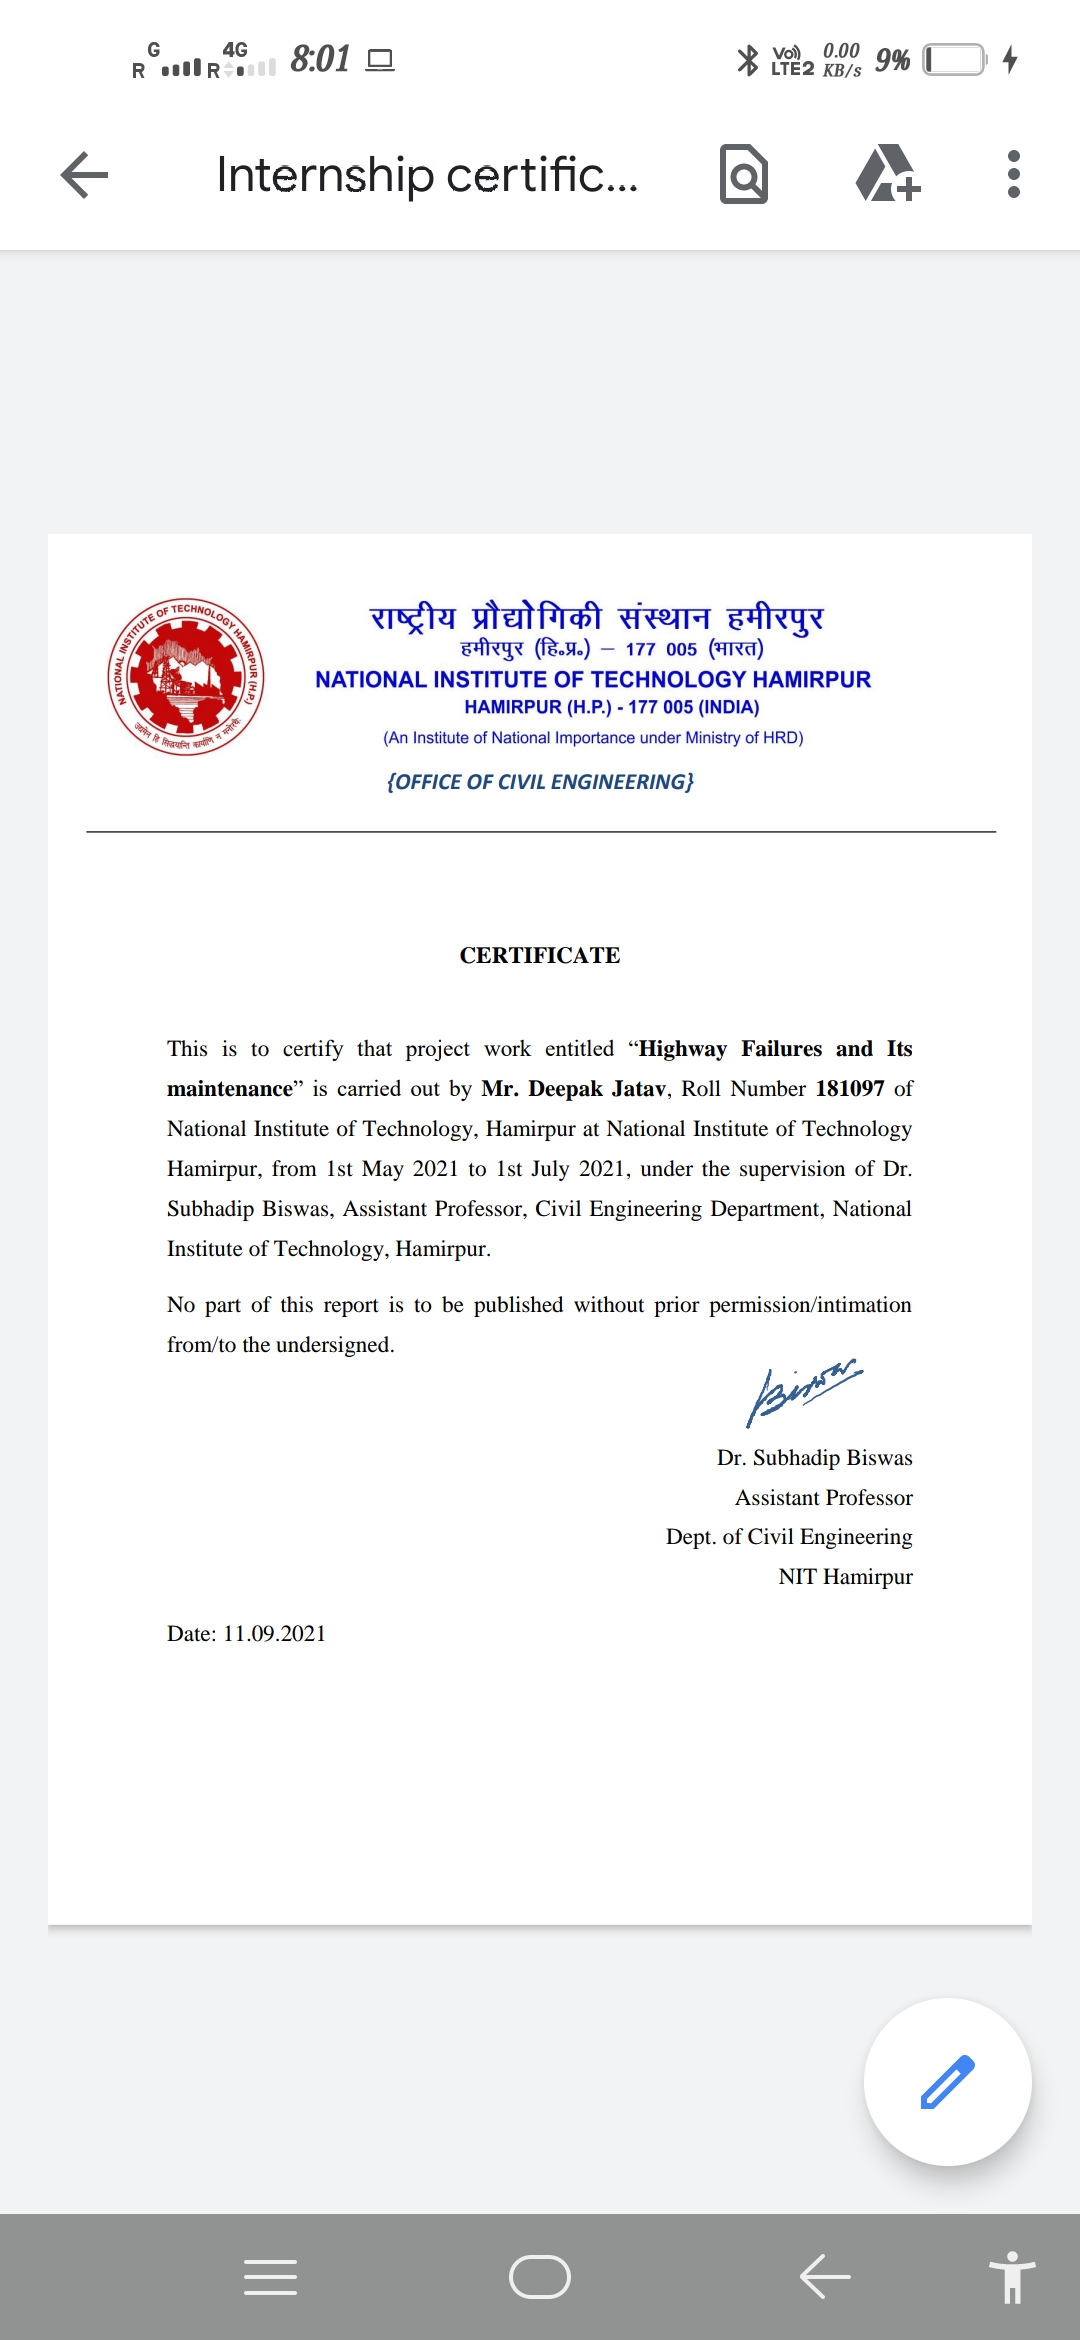 G 4G 8:01 Vo) 0.00 9%
R R LTE2 KB/s
Internship certific...
NATIONAL INSTITUTE OF TECHNOLOGY HAMIRPUR (H.P.)
राष्ट्रीय प्रौद्योगिकी संस्थान हमीरपुर
हमीरपुर (हि.प्र.) – 177 005 (भारत)
NATIONAL INSTITUTE OF TECHNOLOGY HAMIRPUR
HAMIRPUR (H.P.) - 177 005 (INDIA)
(An Institute of National Importance under Ministry of HRD)
{OFFICE OF CIVIL ENGINEERING}
CERTIFICATE
This is to certify that project work entitled “Highway Failures and Its
maintenance” is carried out by Mr. Deepak Jatav, Roll Number 181097 of
National Institute of Technology, Hamirpur at National Institute of Technology
Hamirpur, from 1st May 2021 to 1st July 2021, under the supervision of Dr.
Subhadip Biswas, Assistant Professor, Civil Engineering Department, National
Institute of Technology, Hamirpur.
No part of this report is to be published without prior permission/intimation
from/to the undersigned.
Biswas
Dr. Subhadip Biswas
Assistant Professor
Dept. of Civil Engineering
NIT Hamirpur
Date: 11.09.2021